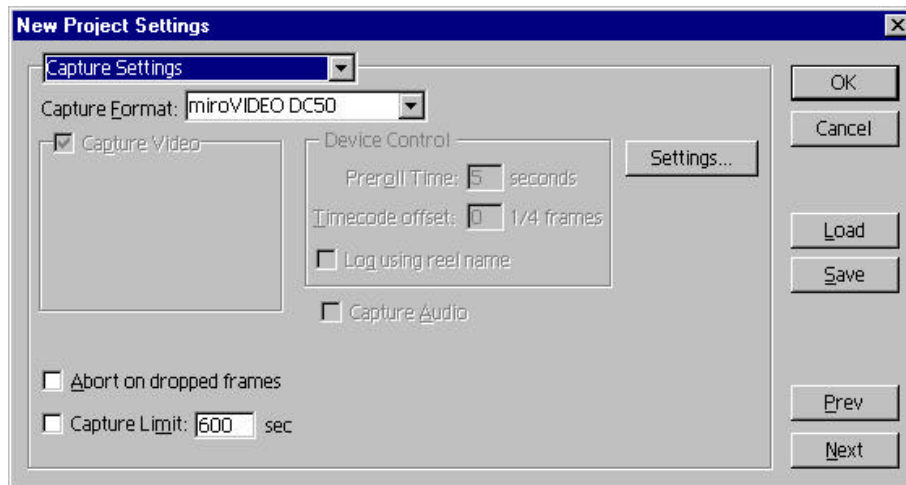 New Project Settings
Capture Settings
Capture Format: miroVIDEO DC50
Capture Video
Device Control
Preroll Time: 5 seconds
Timecode offset: 0 1/4 frames
Log using reel name
Capture Audio
Abort on dropped frames
Capture Limit: 600 sec
Settings...
OK
Cancel
Load
Save
Prev
Next